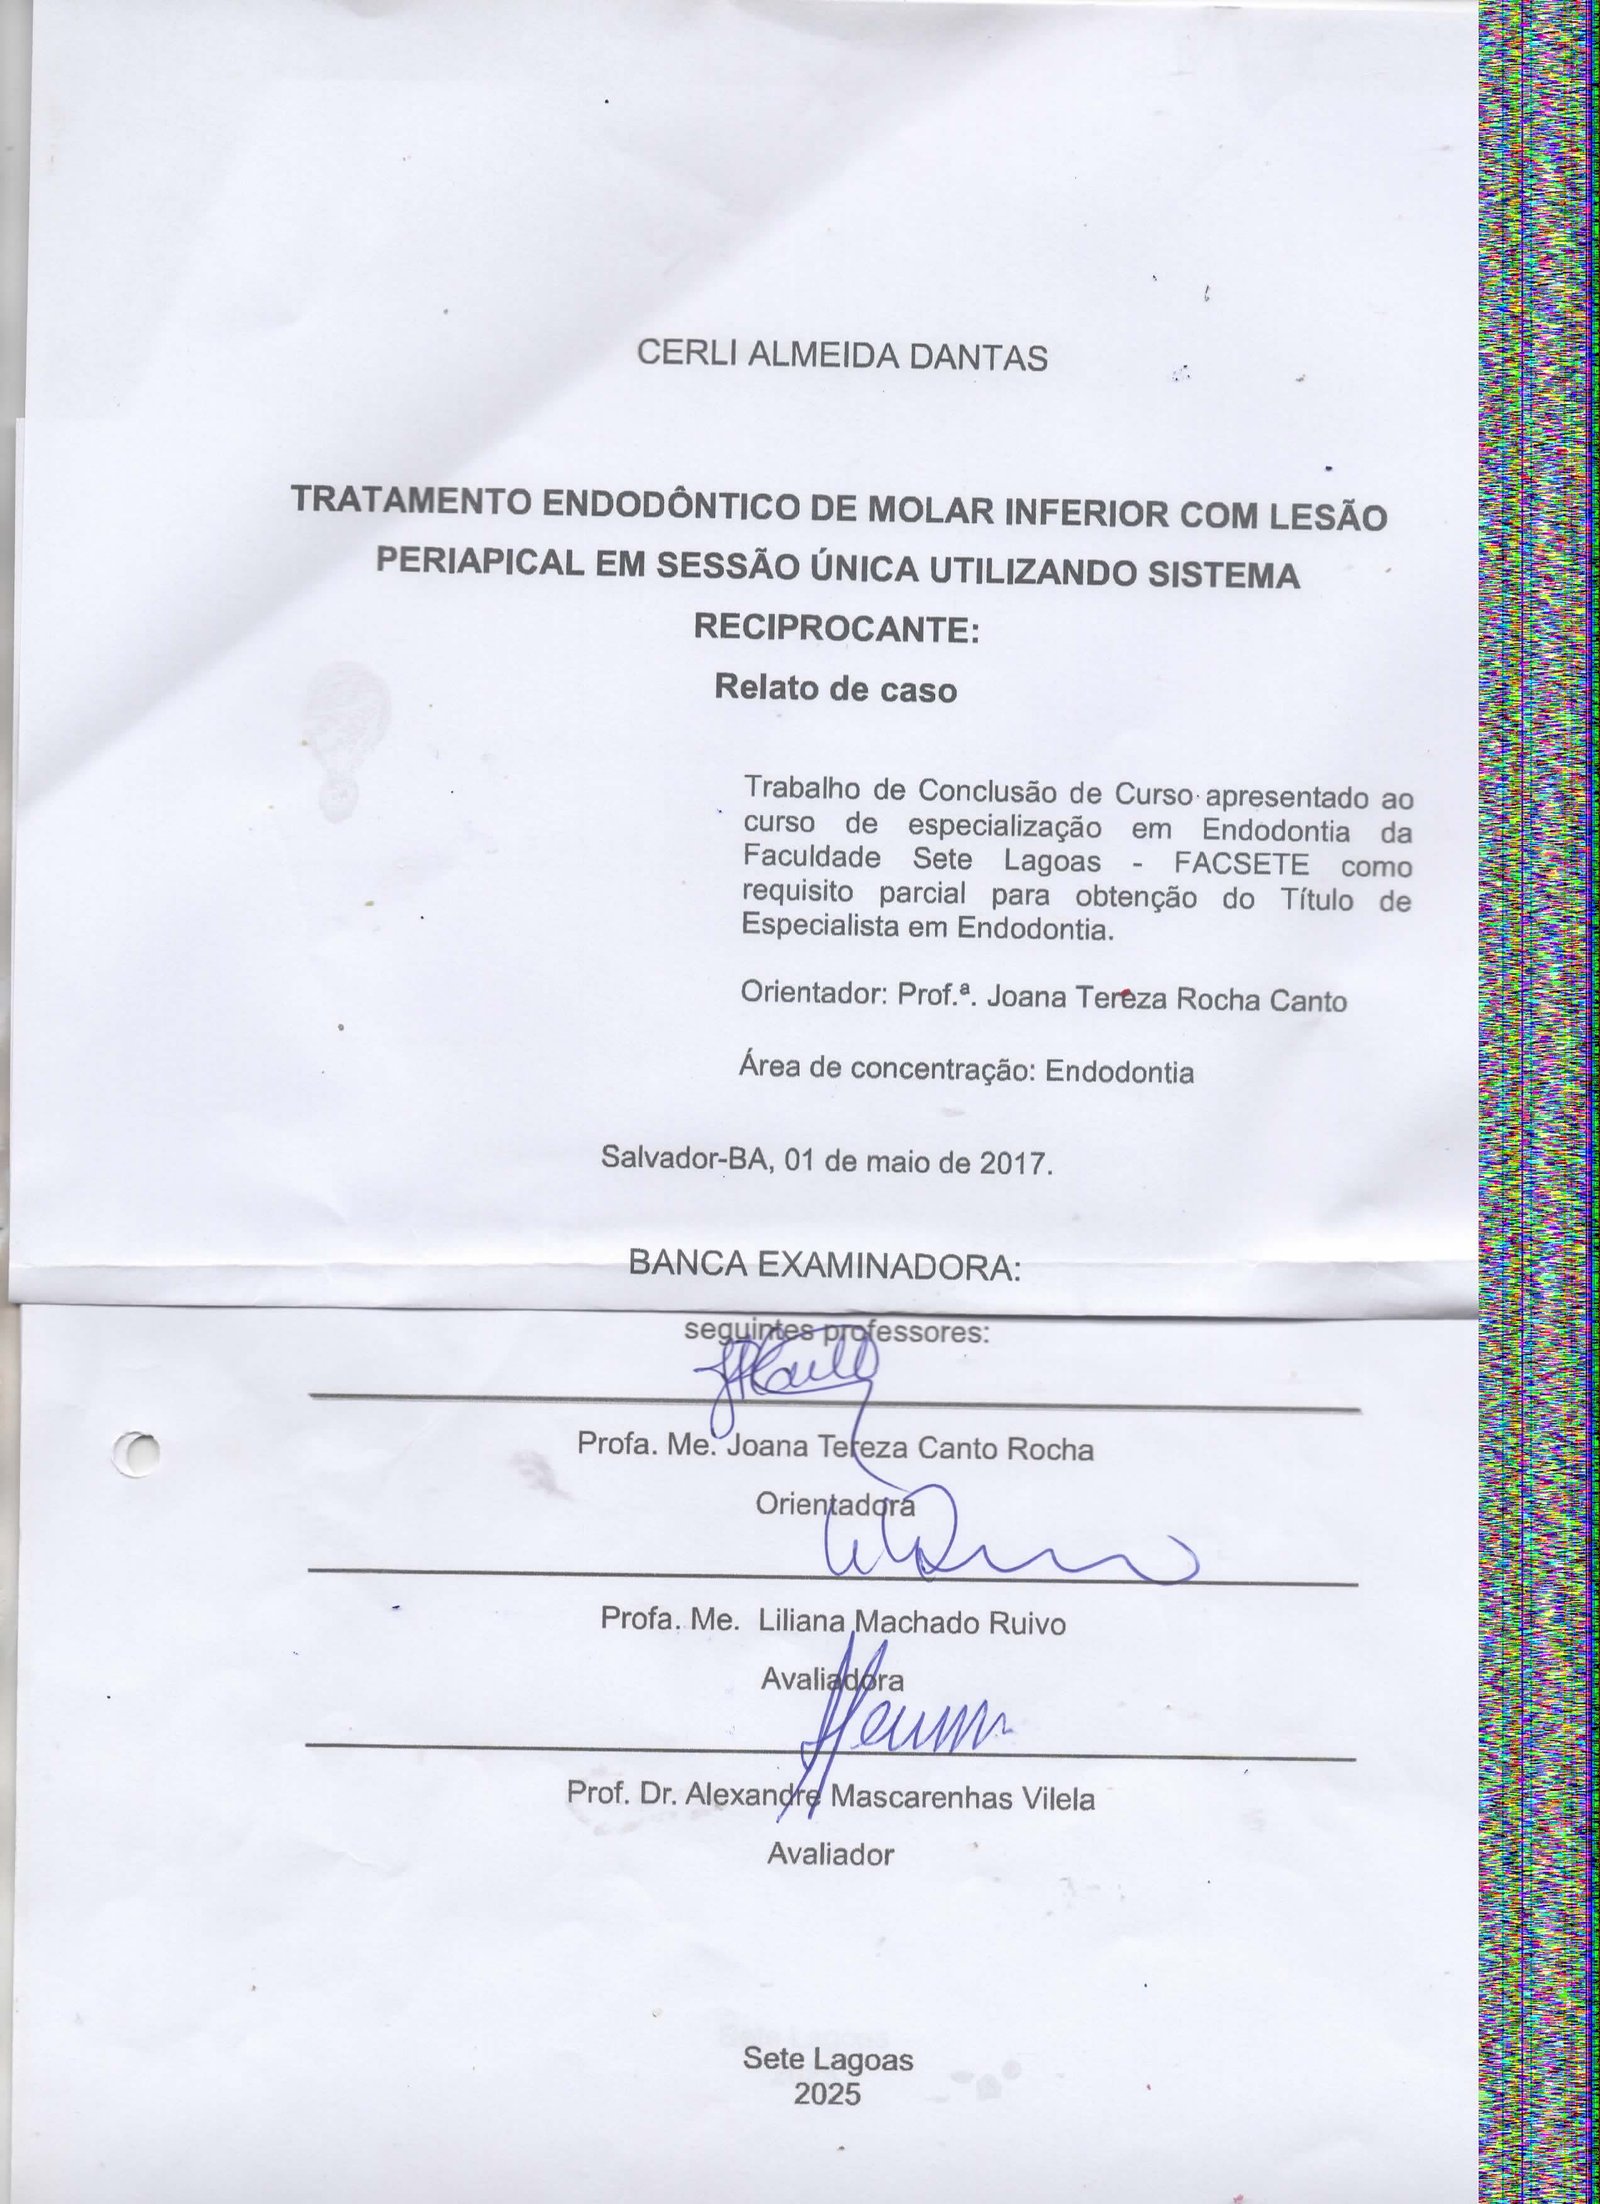 CERLI ALMEIDA DANTAS
TRATAMENTO ENDODÔNTICO DE MOLAR INFERIOR COM LESÃO
PERIAPICAL EM SESSÃO ÚNICA UTILIZANDO SISTEMA
RECIPROCANTE:
Relato de caso
Trabalho de Conclusão de Curso apresentado ao
curso de especialização em Endodontia da
Faculdade Sete Lagoas - FACSETE como
requisito parcial para obtenção do Título de
Especialista em Endodontia.
Orientador: Prof.ª. Joana Tereza Rocha Canto
Área de concentração: Endodontia
Salvador-BA, 01 de maio de 2017.
BANCA EXAMINADORA:
seguintes professores:
Profa. Me. Joana Tereza Canto Rocha
Orientadora
Profa. Me. Liliana Machado Ruivo
Avaliadora
Prof. Dr. Alexandre Mascarenhas Vilela
Avaliador
Sete Lagoas
2025